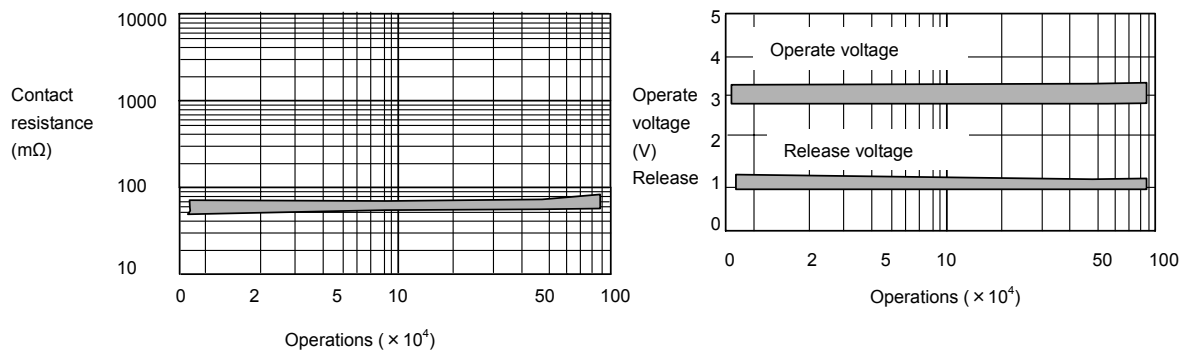 10000
1000
100
10
Contact
resistance
(mΩ)
0 2 5 10 50 100
Operations ( × 10⁴)
5
4
3
2
1
0
Operate
voltage
(V)
Release
Operate voltage
Release voltage
0 2 5 10 50 100
Operations ( × 10⁴)